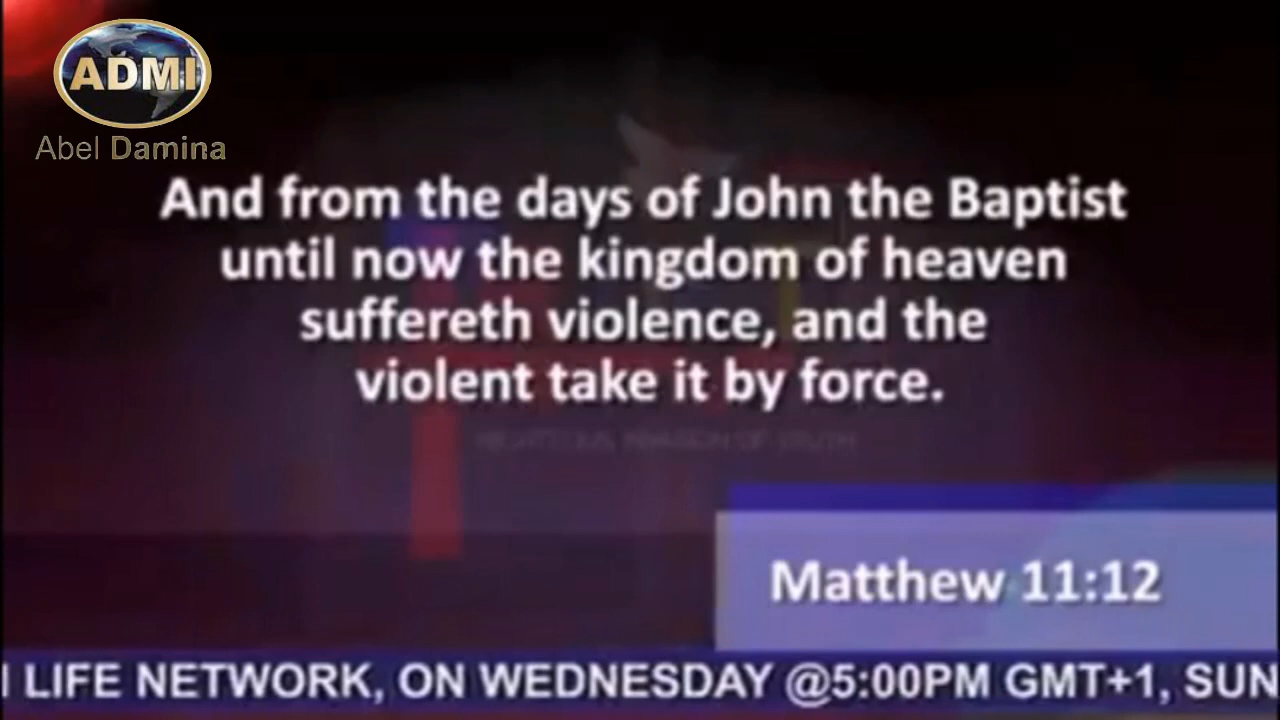 ADMI
Abel Damina
And from the days of John the Baptist
until now the kingdom of heaven
suffereth violence, and the
violent take it by force.
Matthew 11:12
LIFE NETWORK, ON WEDNESDAY @5:00PM GMT+1, SUN